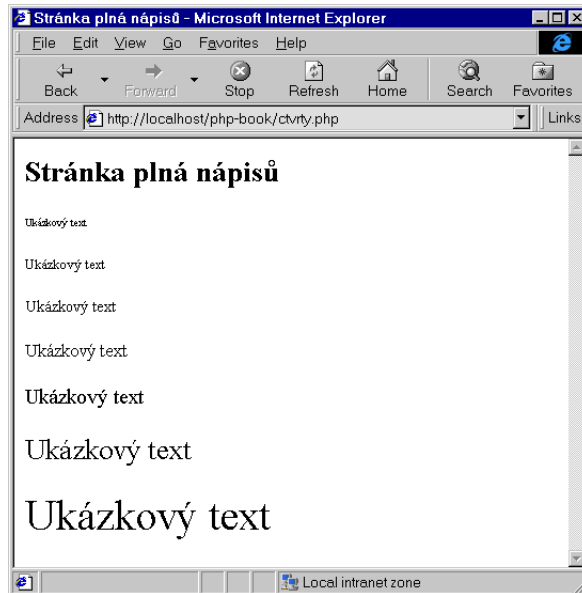 Stránka plná nápisů - Microsoft Internet Explorer
File Edit View Go Favorites Help
Back Forward Stop Refresh Home Search Favorites
Address http://localhost/php-book/ctvrty.php Links
Stránka plná nápisů
Ukázkový text
Ukázkový text
Ukázkový text
Ukázkový text
Ukázkový text
Ukázkový text
Ukázkový text
Local intranet zone